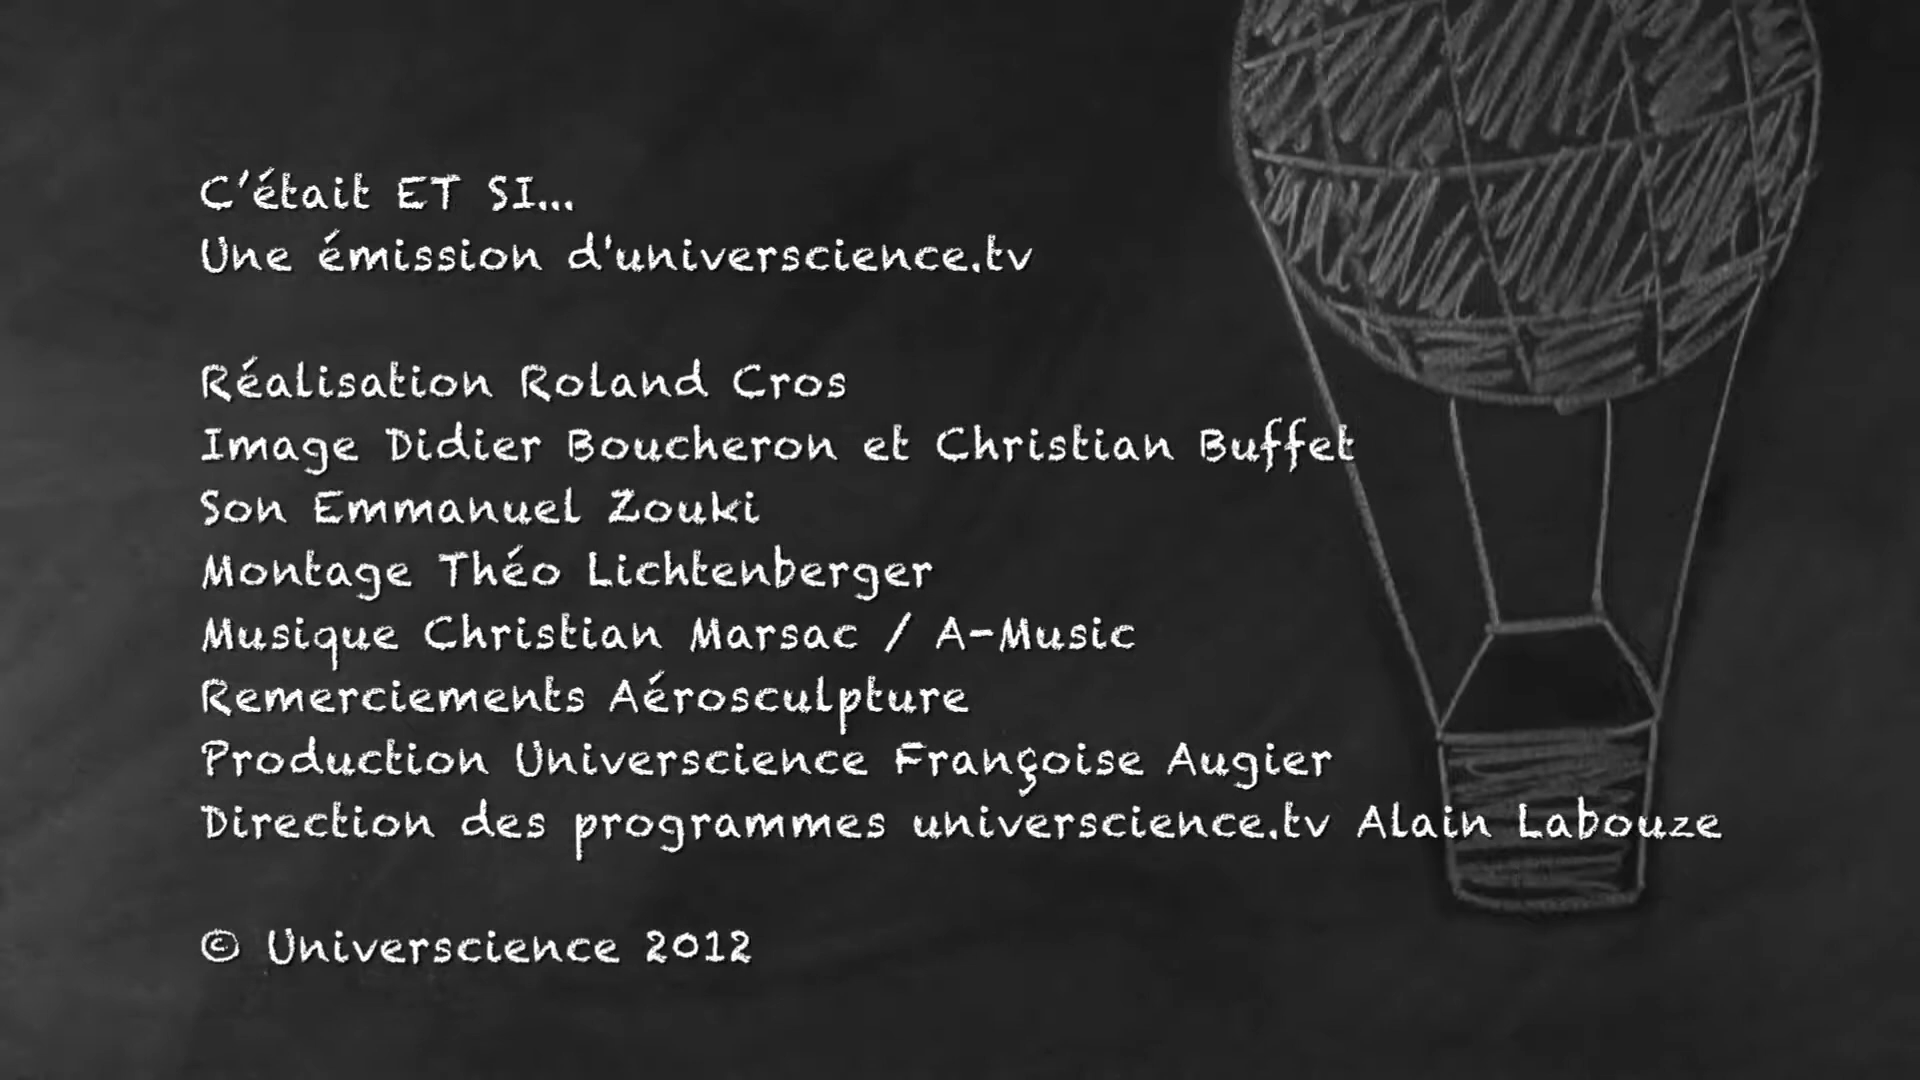 C'était ET SI...
Une émission d'universcience.tv
Réalisation Roland Cros
Image Didier Boucheron et Christian Buffet
Son Emmanuel Zouki
Montage Théo Lichtenberger
Musique Christian Marsac / A-Music
Remerciements Aérosculpture
Production Universcience Françoise Augier
Direction des programmes universcience.tv Alain Labouze
© Universcience 2012